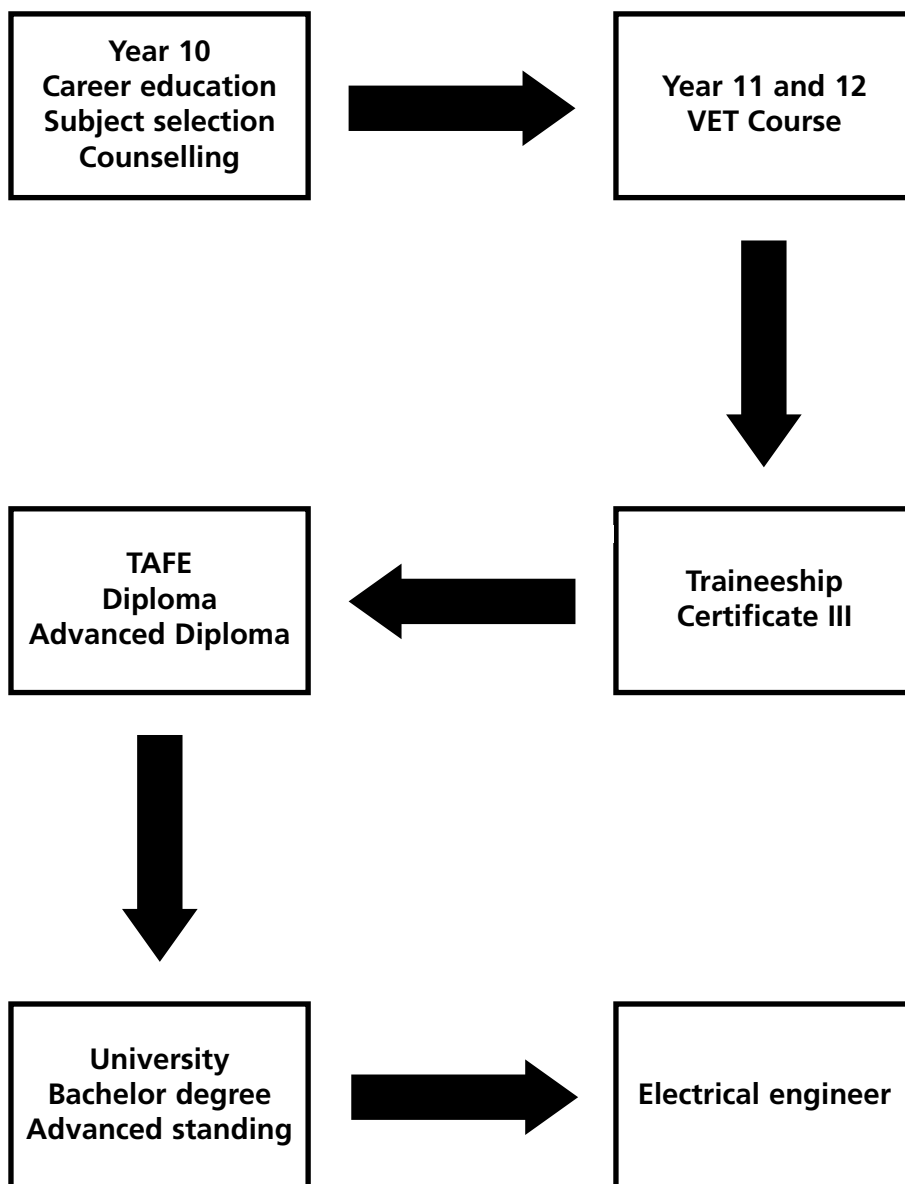 Year 10
Career education
Subject selection
Counselling
Year 11 and 12
VET Course
Traineeship
Certificate III
TAFE
Diploma
Advanced Diploma
University
Bachelor degree
Advanced standing
Electrical engineer